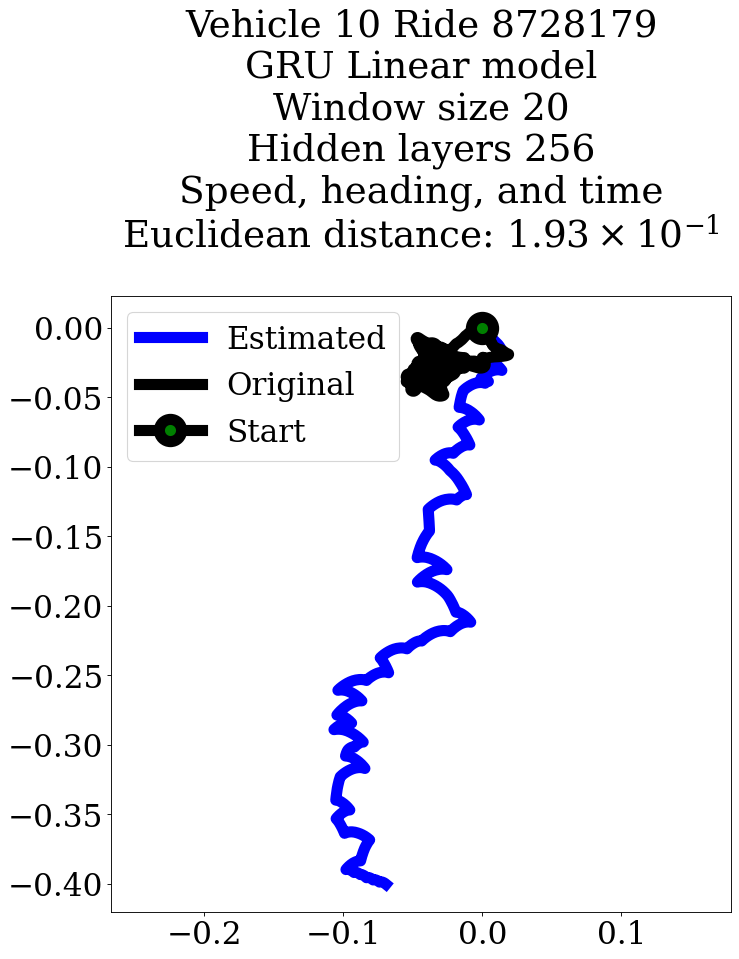 Vehicle 10 Ride 8728179
GRU Linear model
Window size 20
Hidden layers 256
Speed, heading, and time
Euclidean distance: 1.93 × 10⁻¹
Estimated
Original
Start
0.00
−0.05
−0.10
−0.15
−0.20
−0.25
−0.30
−0.35
−0.40
−0.2 −0.1 0.0 0.1